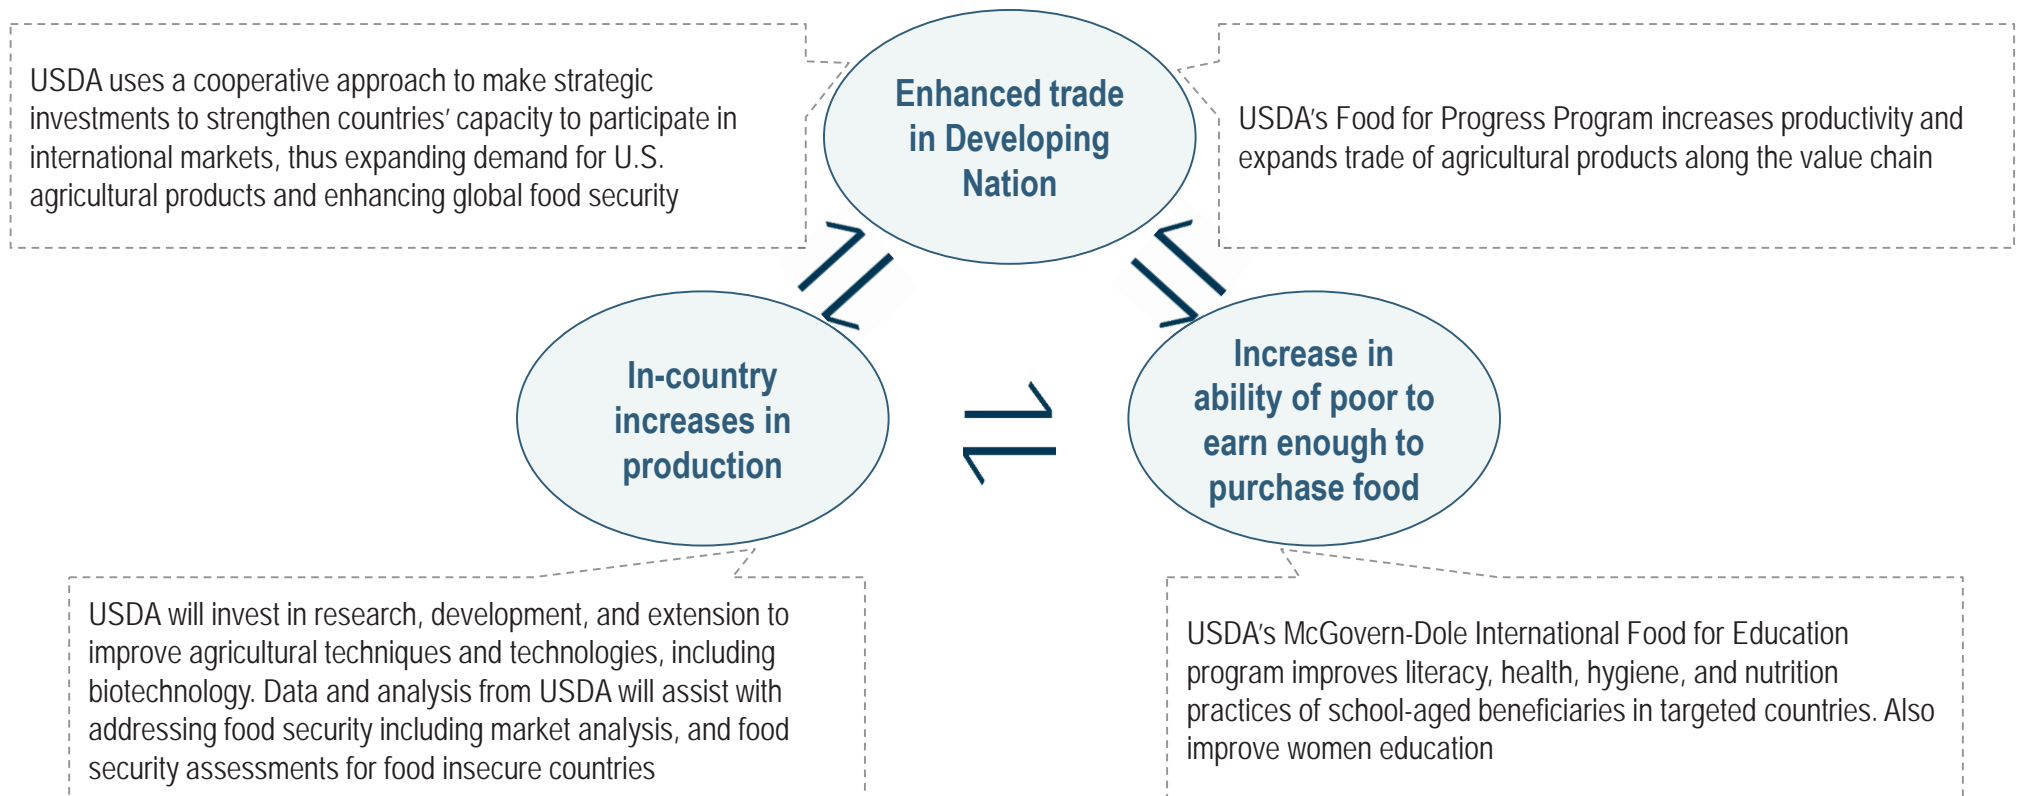 USDA uses a cooperative approach to make strategic
investments to strengthen countries' capacity to participate in
international markets, thus expanding demand for U.S.
agricultural products and enhancing global food security
Enhanced trade
in Developing
Nation
USDA's Food for Progress Program increases productivity and
expands trade of agricultural products along the value chain
In-country
increases in
production
Increase in
ability of poor to
earn enough to
purchase food
USDA will invest in research, development, and extension to
improve agricultural techniques and technologies, including
biotechnology. Data and analysis from USDA will assist with
addressing food security including market analysis, and food
security assessments for food insecure countries
USDA's McGovern-Dole International Food for Education
program improves literacy, health, hygiene, and nutrition
practices of school-aged beneficiaries in targeted countries. Also
improve women education